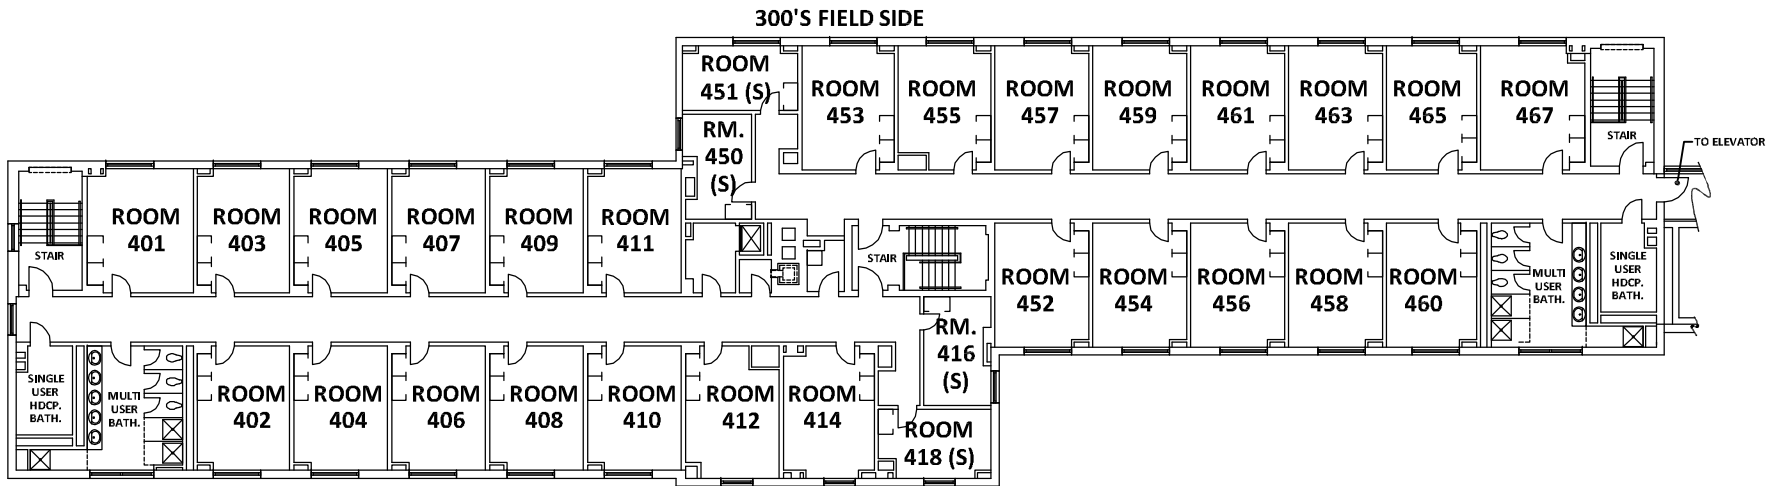 300'S FIELD SIDE
ROOM
451 (S)
RM.
450
(S)
ROOM
453
ROOM
455
ROOM
457
ROOM
459
ROOM
461
ROOM
463
ROOM
465
ROOM
467
STAIR
TO ELEVATOR
STAIR
ROOM
401
ROOM
403
ROOM
405
ROOM
407
ROOM
409
ROOM
411
STAIR
ROOM
452
ROOM
454
ROOM
456
ROOM
458
ROOM
460
MULTI
USER
BATH.
SINGLE
USER
HDCP.
BATH.
SINGLE
USER
HDCP.
BATH.
MULTI
USER
BATH.
ROOM
402
ROOM
404
ROOM
406
ROOM
408
ROOM
410
ROOM
412
ROOM
414
RM.
416
(S)
ROOM
418 (S)